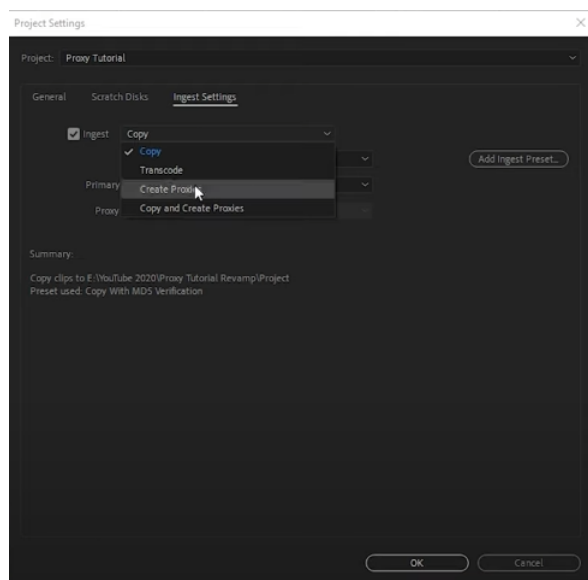 Project Settings
Project: Proxy Tutorial
General Scratch Disks Ingest Settings
Ingest Copy
Copy
Transcode
Add Ingest Preset...
Primary
Create Proxies
Proxy
Copy and Create Proxies
Summary:
Copy clips to E:\YouTube 2020\Proxy Tutorial Revamp\Project
Preset used: Copy With MD5 Verification
OK Cancel